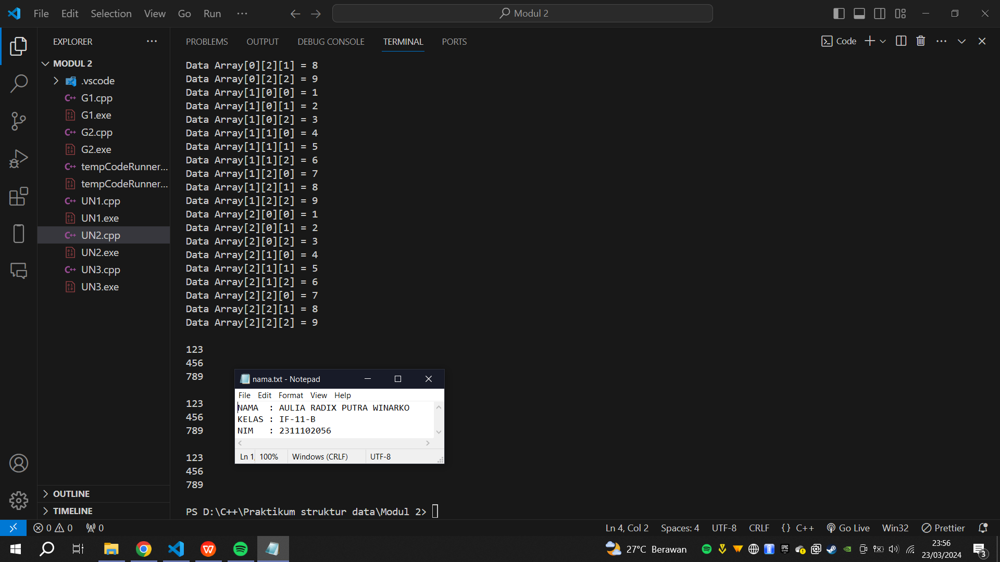 File Edit Selection View Go Run ···
Modul 2
EXPLORER
MODUL 2
.vscode
G1.cpp
G1.exe
G2.cpp
G2.exe
tempCodeRunner...
tempCodeRunner...
UN1.cpp
UN1.exe
UN2.cpp
UN2.exe
UN3.cpp
UN3.exe
OUTLINE
TIMELINE
PROBLEMS OUTPUT DEBUG CONSOLE TERMINAL PORTS
Code
Data Array[0][2][1] = 8
Data Array[0][2][2] = 9
Data Array[1][0][0] = 1
Data Array[1][0][1] = 2
Data Array[1][0][2] = 3
Data Array[1][1][0] = 4
Data Array[1][1][1] = 5
Data Array[1][1][2] = 6
Data Array[1][2][0] = 7
Data Array[1][2][1] = 8
Data Array[1][2][2] = 9
Data Array[2][0][0] = 1
Data Array[2][0][1] = 2
Data Array[2][0][2] = 3
Data Array[2][1][0] = 4
Data Array[2][1][1] = 5
Data Array[2][1][2] = 6
Data Array[2][2][0] = 7
Data Array[2][2][1] = 8
Data Array[2][2][2] = 9
123
456
789
123
456
789
123
456
789
PS D:\C++\Praktikum struktur data\Modul 2>
nama.txt - Notepad
File Edit Format View Help
NAMA : AULIA RADIX PUTRA WINARKO
KELAS : IF-11-B
NIM : 2311102056
Ln 1 100% Windows (CRLF) UTF-8
0 0 0
Ln 4, Col 2 Spaces: 4 UTF-8 CRLF {} C++ Go Live Win32 Prettier
27°C Berawan
23:56
23/03/2024
3